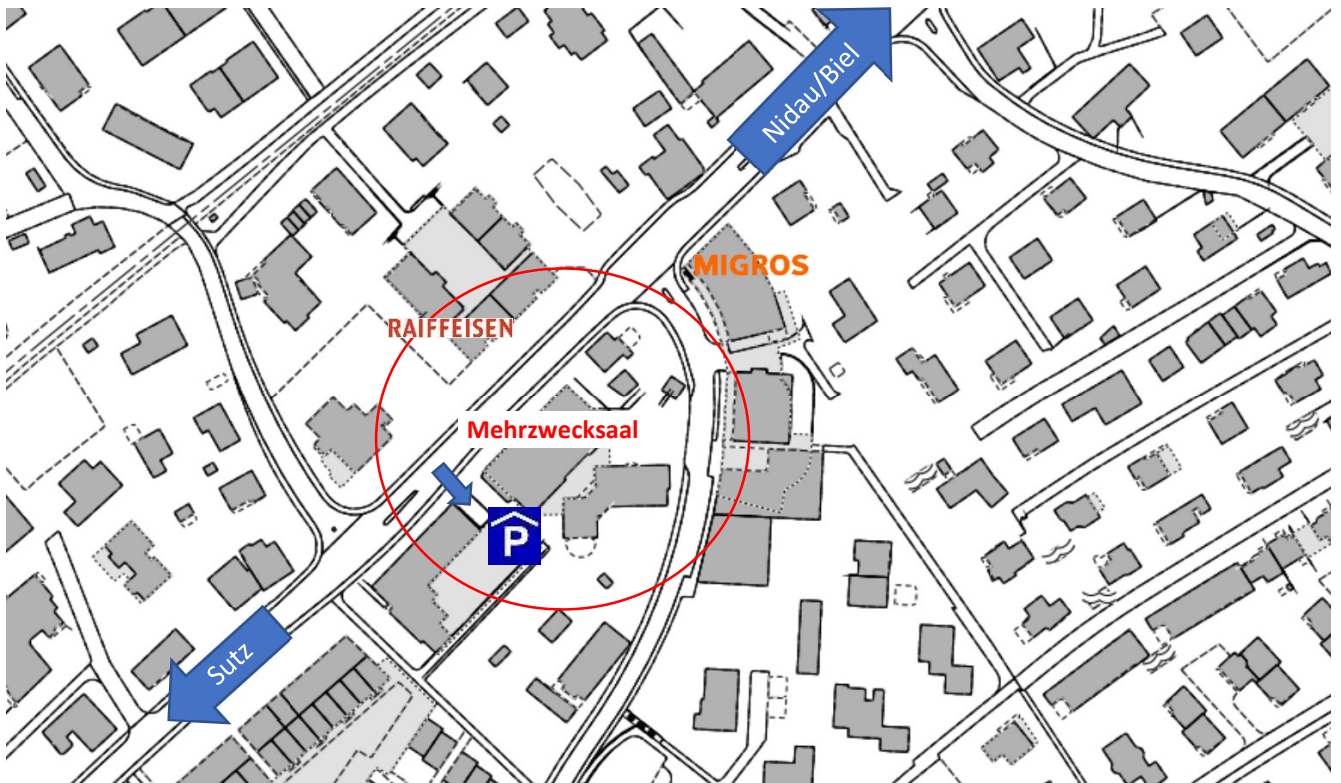 Nidau/Biel
MIGROS
RAIFFEISEN
Mehrzwecksaal
P
Sutz